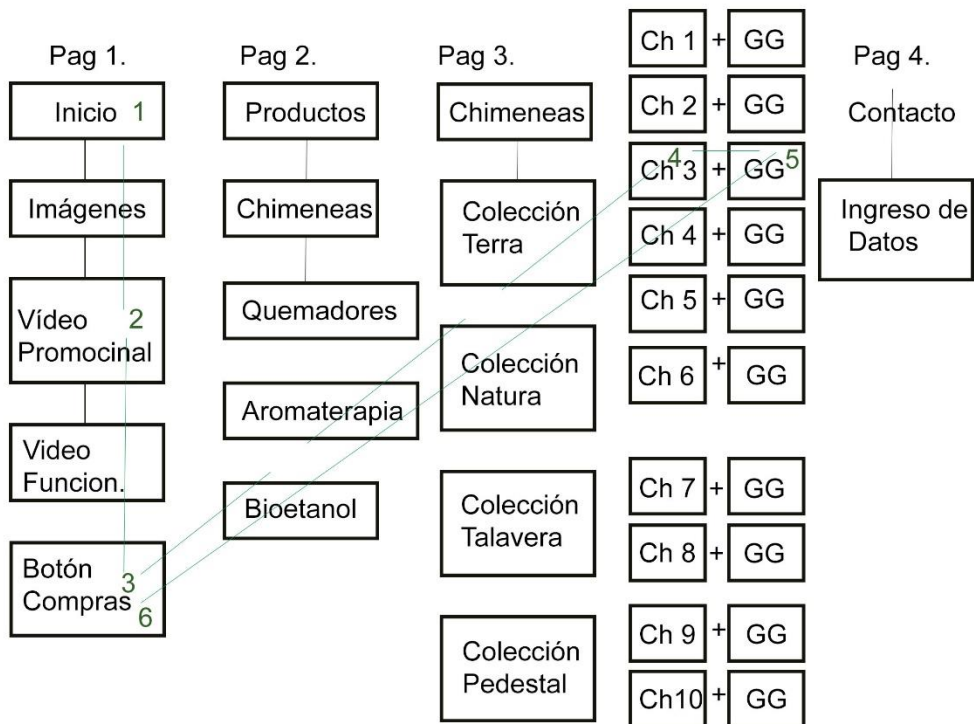 Pag 1.
Inicio 1
Imágenes
Vídeo 2
Promocinal
Video
Funcion.
Botón
Compras 3
6
Pag 2.
Productos
Chimeneas
Quemadores
Aromaterapia
Bioetanol
Pag 3.
Chimeneas
Colección
Terra
Colección
Natura
Colección
Talavera
Colección
Pedestal
Ch 1 + GG
Ch 2 + GG
Ch 3 4 + GG 5
Ch 4 + GG
Ch 5 + GG
Ch 6 + GG
Ch 7 + GG
Ch 8 + GG
Ch 9 + GG
Ch10 + GG
Pag 4.
Contacto
Ingreso de
Datos